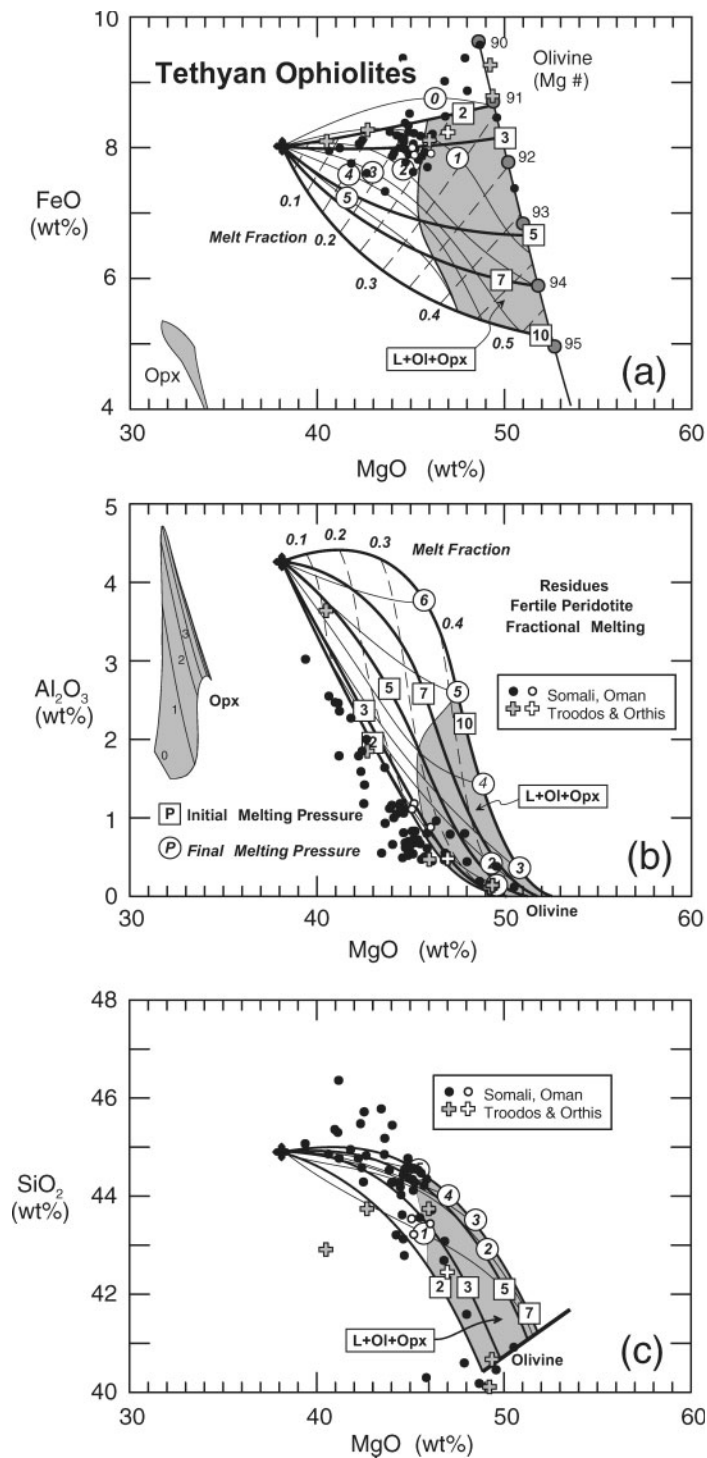 Tethyan Ophiolites
Olivine
(Mg #)
10
8
6
4
FeO
(wt%)
90
91
92
93
94
95
0
1
2
3
4
5
2
3
5
7
10
0.1
0.2
0.3
0.4
0.5
Melt Fraction
L+Ol+Opx
Opx
(a)
30
40
50
60
MgO (wt%)
5
4
3
2
1
0
Al2O3
(wt%)
0.1
0.2
0.3
0.4
Melt Fraction
Residues
Fertile Peridotite
Fractional Melting
Somali, Oman
Troodos & Orthis
3
2
1
0
Opx
6
5
4
3
2
5
7
10
3
2
L+Ol+Opx
P Initial Melting Pressure
P Final Melting Pressure
Olivine
(b)
30
40
50
60
MgO (wt%)
48
46
44
42
40
SiO2
(wt%)
Somali, Oman
Troodos & Orthis
4
3
2
1
2
3
5
7
L+Ol+Opx
Olivine
(c)
30
40
50
60
MgO (wt%)